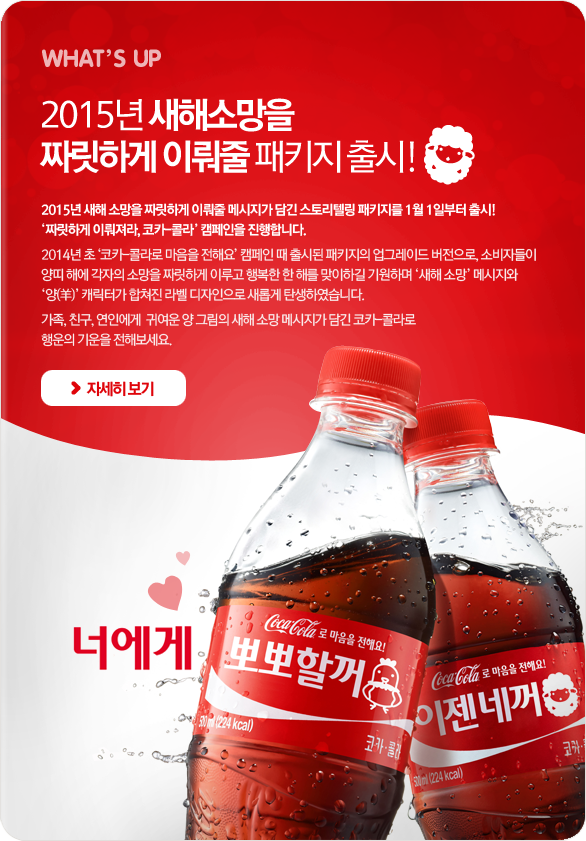 WHAT'S UP
2015년 새해소망을
짜릿하게 이뤄줄 패키지 출시!
2015년 새해 소망을 짜릿하게 이뤄줄 메시지가 담긴 스토리텔링 패키지를 1월 1일부터 출시!
‘짜릿하게 이뤄져라, 코카-콜라’ 캠페인을 진행합니다.
2014년 초 ‘코카-콜라로 마음을 전해요’ 캠페인 때 출시된 패키지의 업그레이드 버전으로, 소비자들이
양띠 해에 각자의 소망을 짜릿하게 이루고 행복한 한 해를 맞이하길 기원하며 ‘새해 소망’ 메시지와
‘양(羊)’ 캐릭터가 합쳐진 라벨 디자인으로 새롭게 탄생하였습니다.
가족, 친구, 연인에게 귀여운 양 그림의 새해 소망 메시지가 담긴 코카-콜라로
행운의 기운을 전해보세요.
자세히 보기
너에게
Coca-Cola 로 마음을 전해요!
뽀뽀할꺼
500 ml (224 kcal)
코카-콜라
Coca-Cola 로 마음을 전해요!
이젠네꺼
500 ml (224 kcal)
코카-